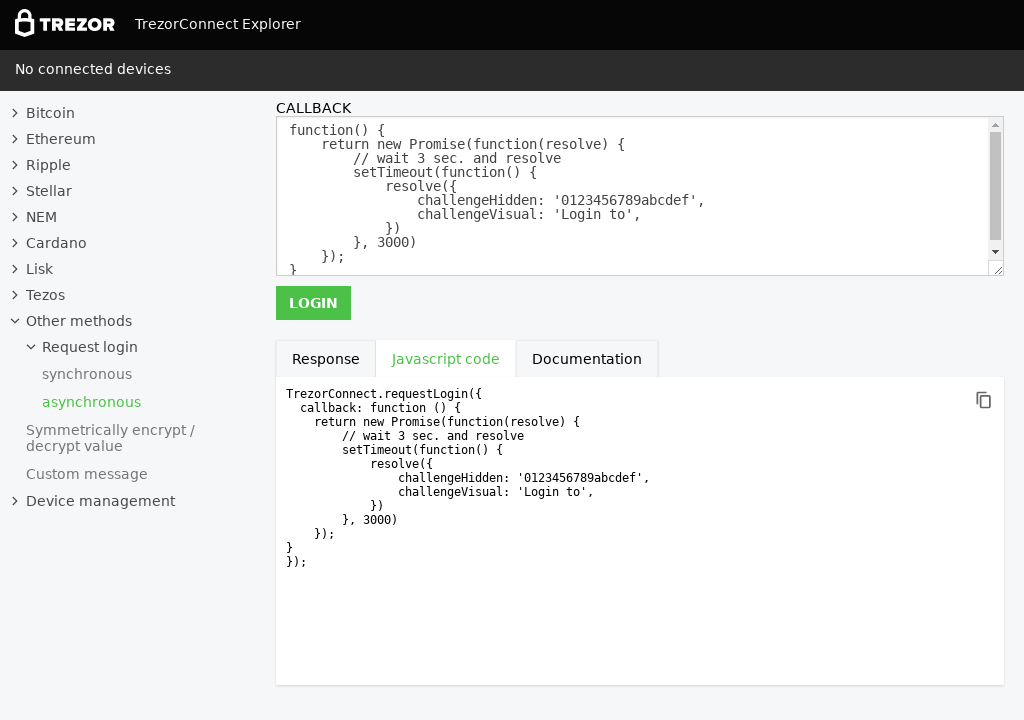 TREZOR TrezorConnect Explorer
No connected devices
Bitcoin
Ethereum
Ripple
Stellar
NEM
Cardano
Lisk
Tezos
Other methods
Request login
synchronous
asynchronous
Symmetrically encrypt /
decrypt value
Custom message
Device management
CALLBACK
function() {
    return new Promise(function(resolve) {
        // wait 3 sec. and resolve
        setTimeout(function() {
            resolve({
                challengeHidden: '0123456789abcdef',
                challengeVisual: 'Login to',
            })
        }, 3000)
    });
}
LOGIN
Response Javascript code Documentation
TrezorConnect.requestLogin({
  callback: function () {
    return new Promise(function(resolve) {
        // wait 3 sec. and resolve
        setTimeout(function() {
            resolve({
                challengeHidden: '0123456789abcdef',
                challengeVisual: 'Login to',
            })
        }, 3000)
    });
}
});